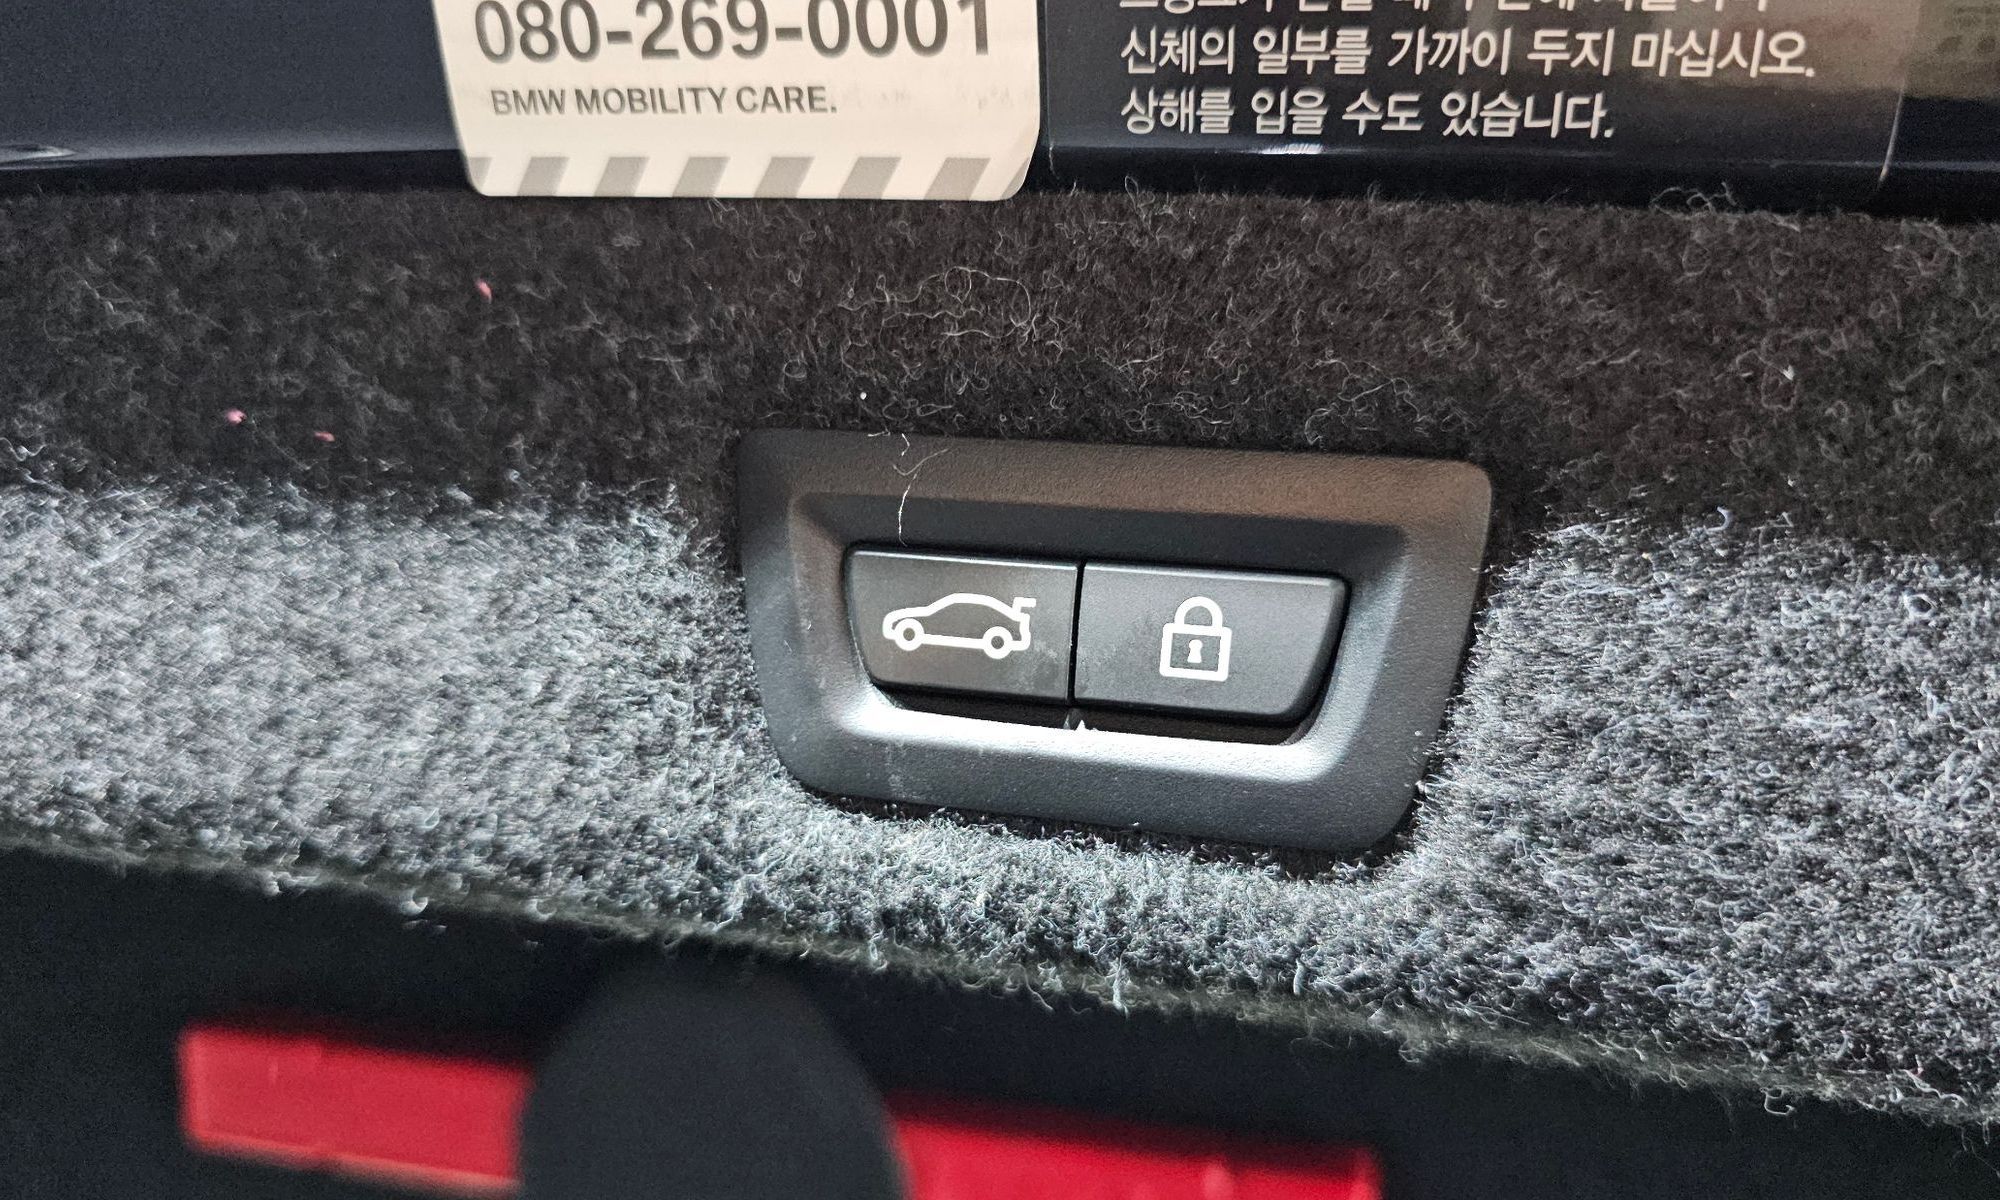 080-269-0001
BMW MOBILITY CARE.
신체의 일부를 가까이 두지 마십시오.
상해를 입을 수도 있습니다.